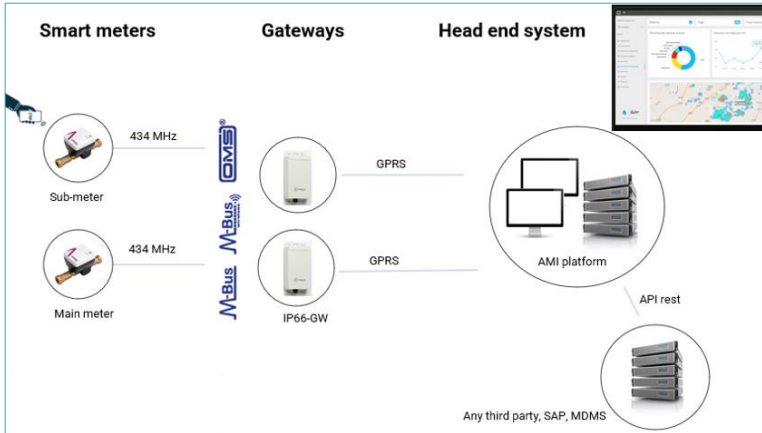 Smart meters
Gateways
Head end system
434 MHz
OMS®
GPRS
Sub-meter
M-Bus
AMI platform
434 MHz
GPRS
M-Bus
Main meter
IP66-GW
API rest
Any third party, SAP, MDMS